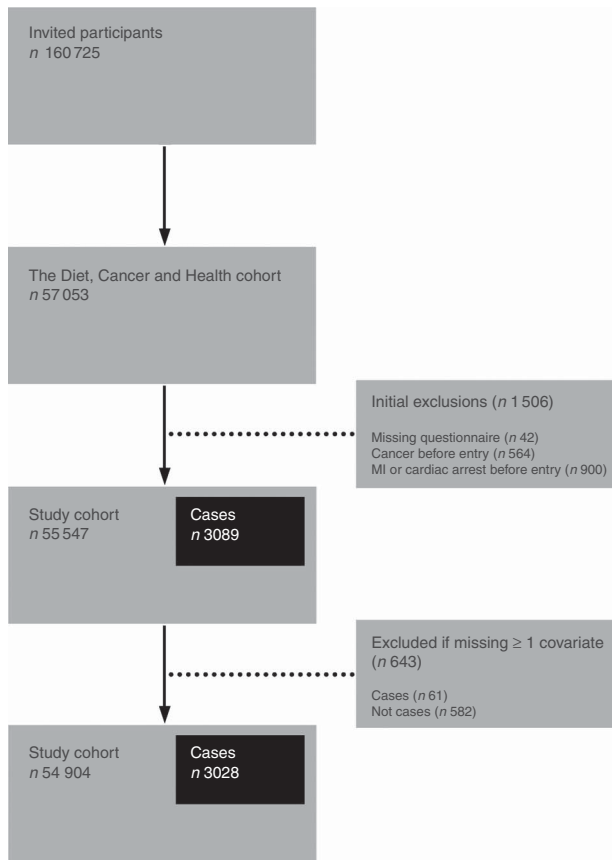 Invited participants
n 160 725
The Diet, Cancer and Health cohort
n 57 053
Initial exclusions (n 1 506)
Missing questionnaire (n 42)
Cancer before entry (n 564)
MI or cardiac arrest before entry (n 900)
Study cohort
n 55 547
Cases
n 3089
Excluded if missing ≥ 1 covariate
(n 643)
Cases (n 61)
Not cases (n 582)
Study cohort
n 54 904
Cases
n 3028